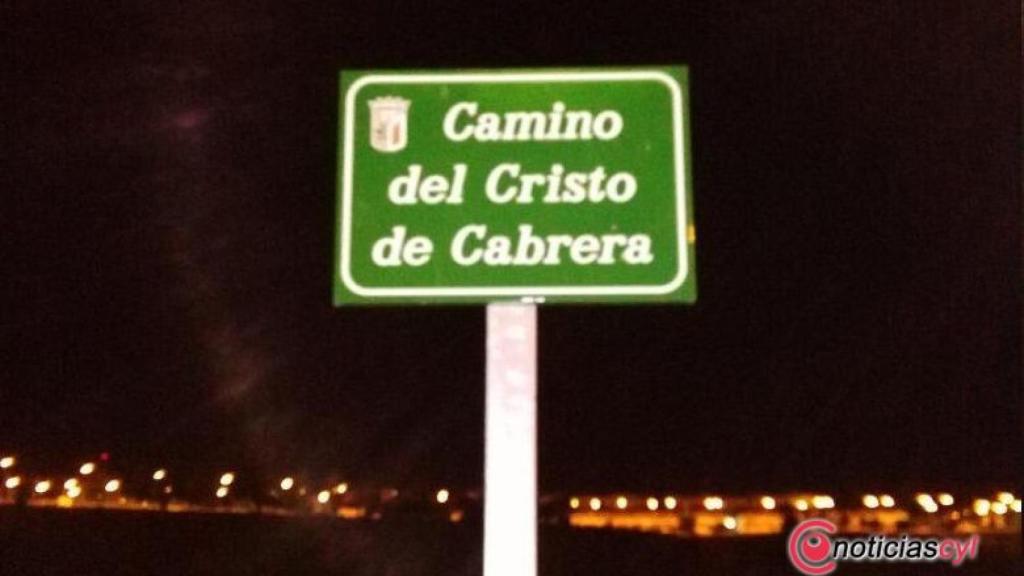 Camino
del Cristo
de Cabrera
noticiascyl